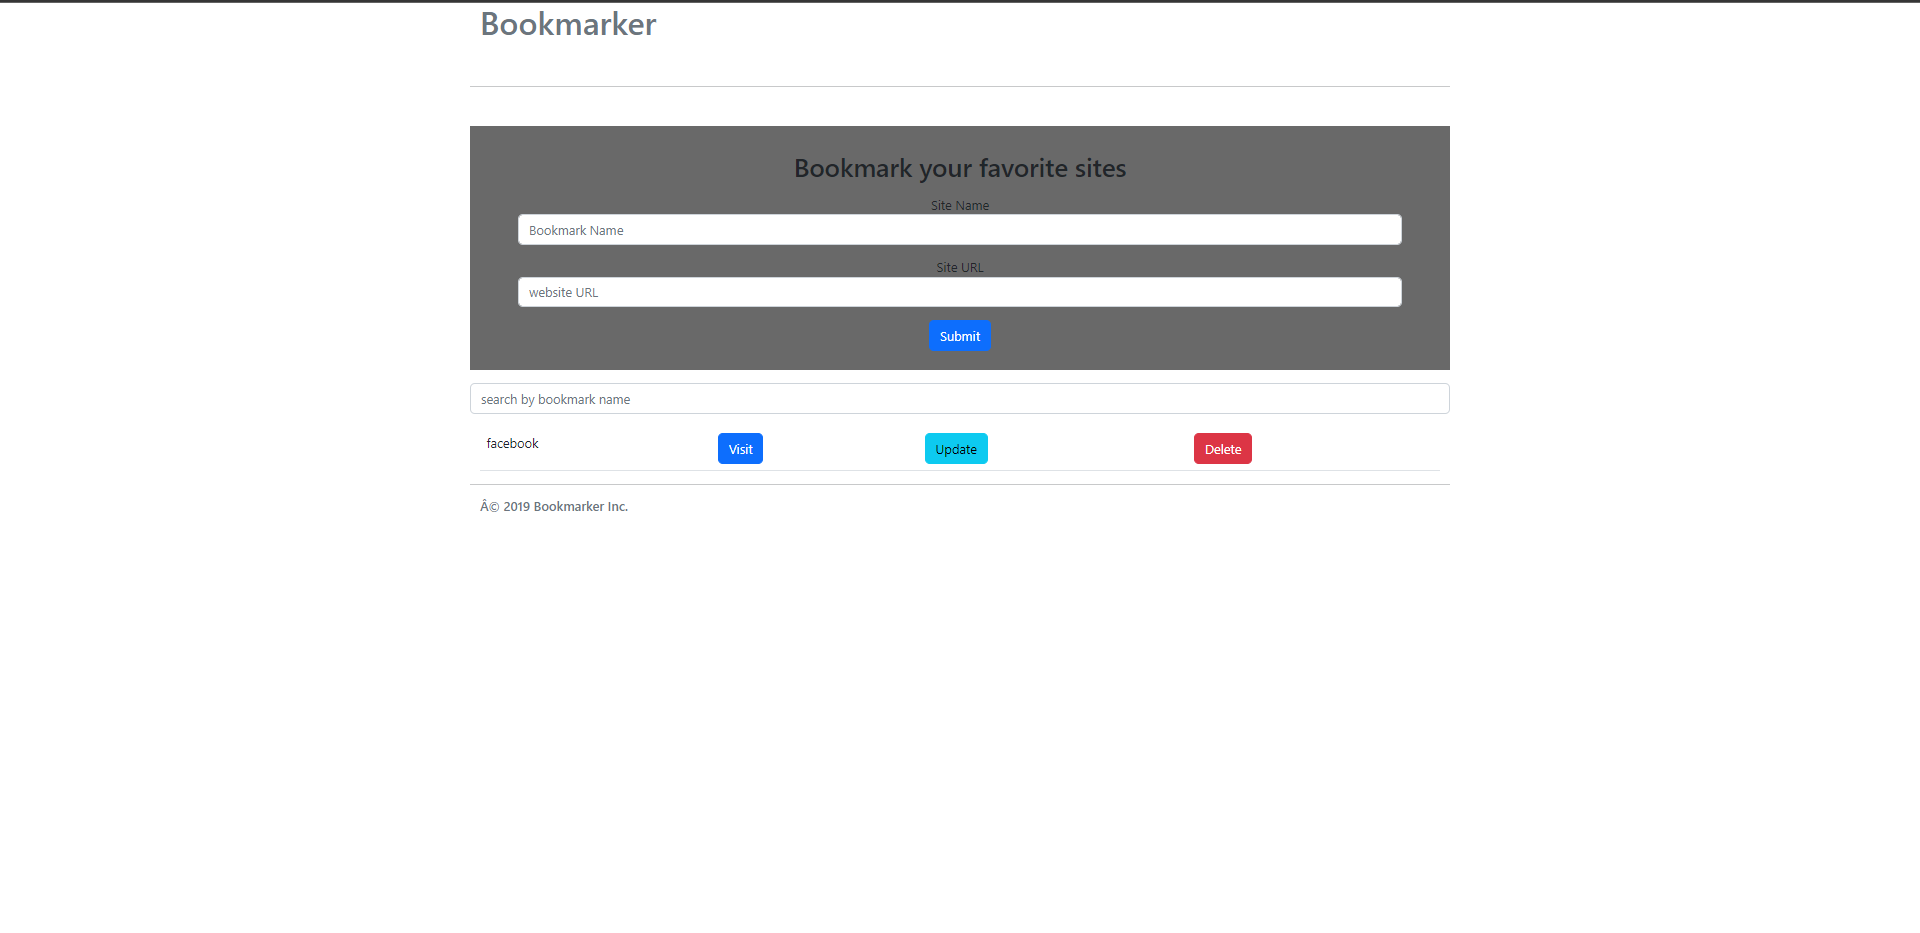 Bookmarker
Bookmark your favorite sites
Site Name
Bookmark Name
Site URL
website URL
Submit
search by bookmark name
facebook Visit Update Delete
Â© 2019 Bookmarker Inc.